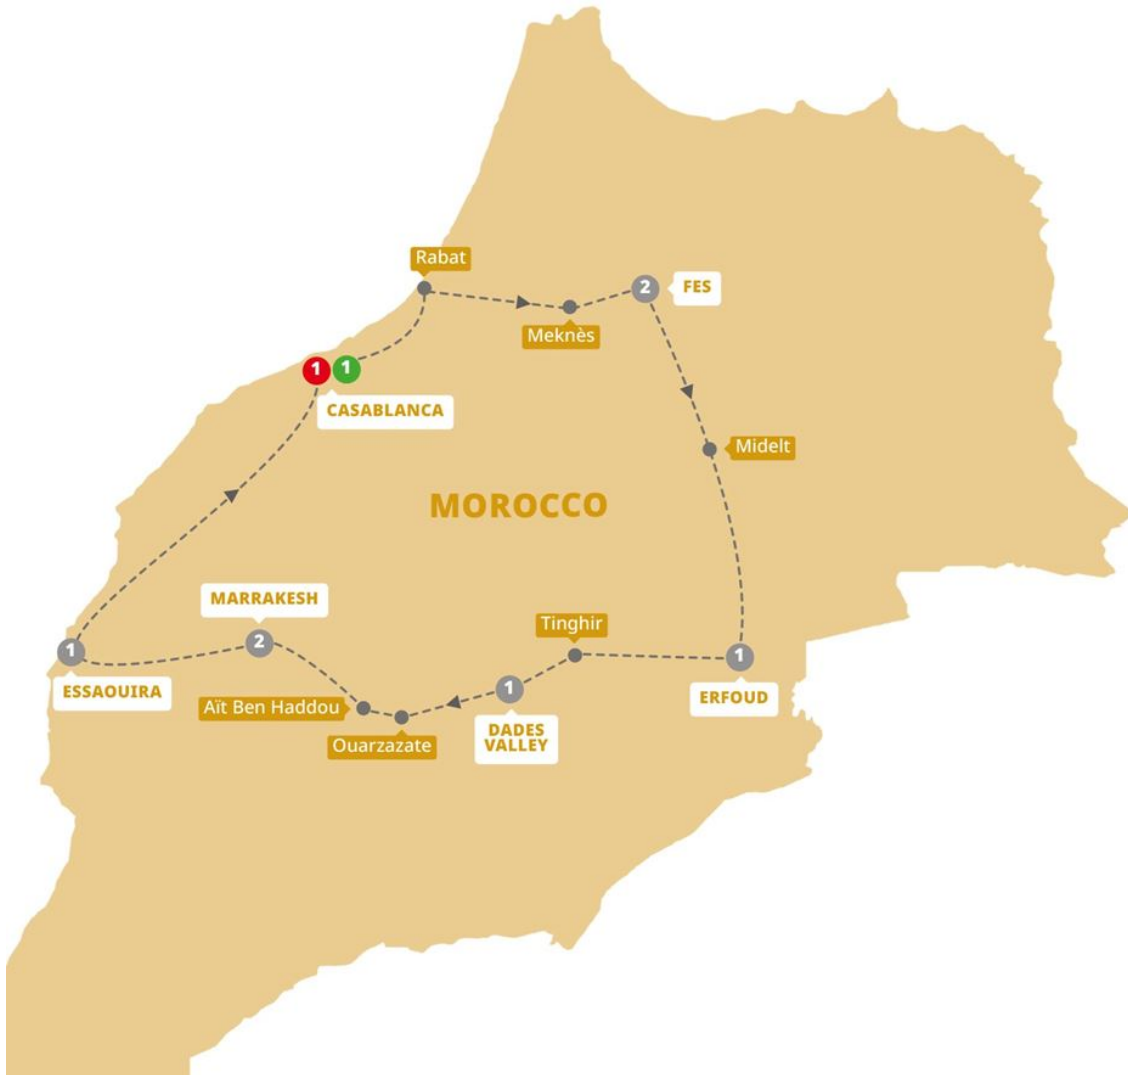 Rabat
2
FES
Meknès
1
1
CASABLANCA
Midelt
MOROCCO
MARRAKESH
2
Tinghir
1
ESSAOUIRA
1
ERFOUD
1
DADES
VALLEY
Aït Ben Haddou
Ouarzazate